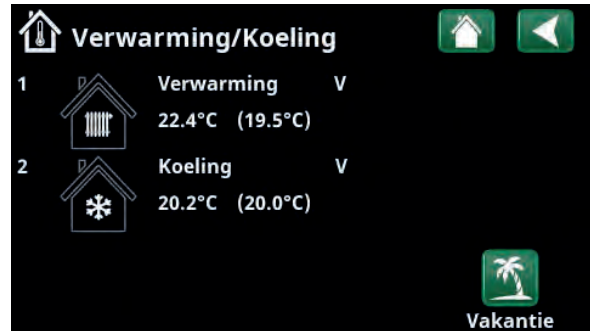 Verwarming/Koeling
1 Verwarming V
22.4°C (19.5°C)
2 Koeling V
20.2°C (20.0°C)
Vakantie